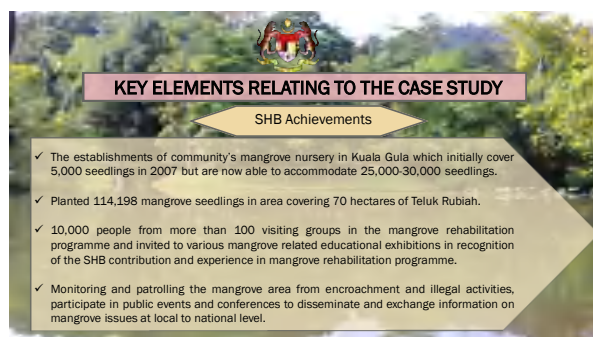 KEY ELEMENTS RELATING TO THE CASE STUDY
SHB Achievements
✓ The establishments of community's mangrove nursery in Kuala Gula which initially cover
5,000 seedlings in 2007 but are now able to accommodate 25,000-30,000 seedlings.
✓ Planted 114,198 mangrove seedlings in area covering 70 hectares of Teluk Rubiah.
✓ 10,000 people from more than 100 visiting groups in the mangrove rehabilitation
programme and invited to various mangrove related educational exhibitions in recognition
of the SHB contribution and experience in mangrove rehabilitation programme.
✓ Monitoring and patrolling the mangrove area from encroachment and illegal activities,
participate in public events and conferences to disseminate and exchange information on
mangrove issues at local to national level.